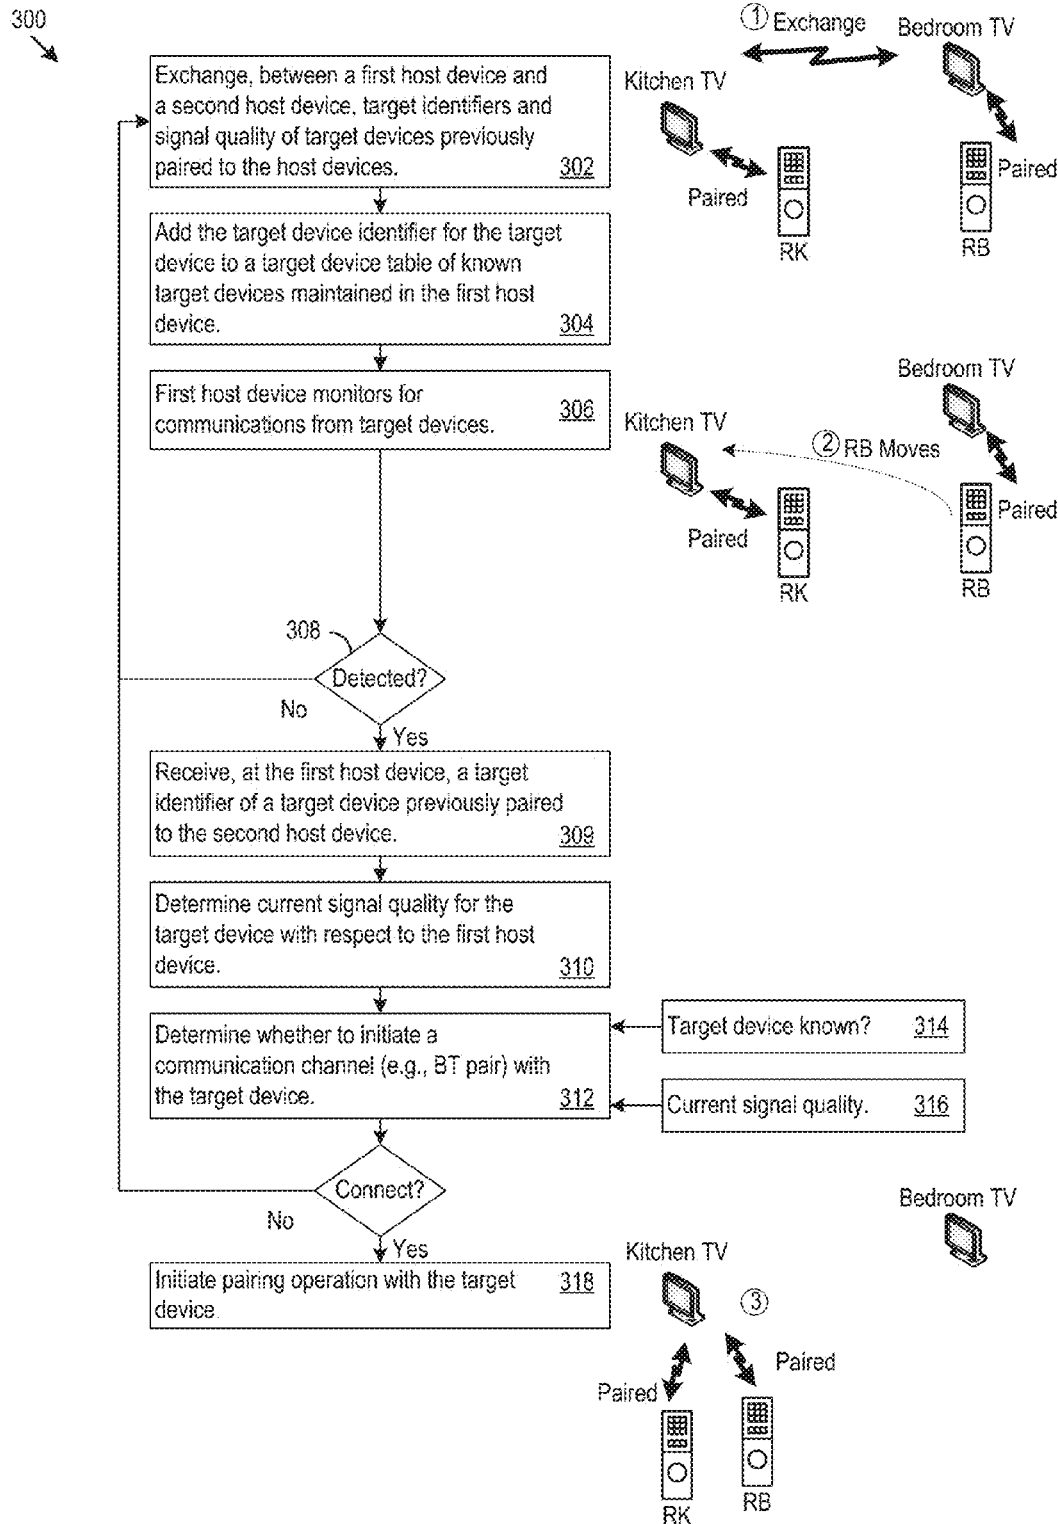 300
Exchange, between a first host device and
a second host device, target identifiers and
signal quality of target devices previously
paired to the host devices.
302
① Exchange
Bedroom TV
Kitchen TV
Paired
Paired
RK
RB
Add the target device identifier for the target
device to a target device table of known
target devices maintained in the first host
device.
304
First host device monitors for
communications from target devices.
306
Bedroom TV
Kitchen TV
② RB Moves
Paired
Paired
RK
RB
308
Detected?
No
Yes
Receive, at the first host device, a target
identifier of a target device previously paired
to the second host device.
309
Determine current signal quality for the
target device with respect to the first host
device.
310
Determine whether to initiate a
communication channel (e.g., BT pair) with
the target device.
312
Target device known?
314
Current signal quality.
316
Connect?
No
Yes
Initiate pairing operation with the target
device.
318
Bedroom TV
Kitchen TV
③
Paired
Paired
RK
RB